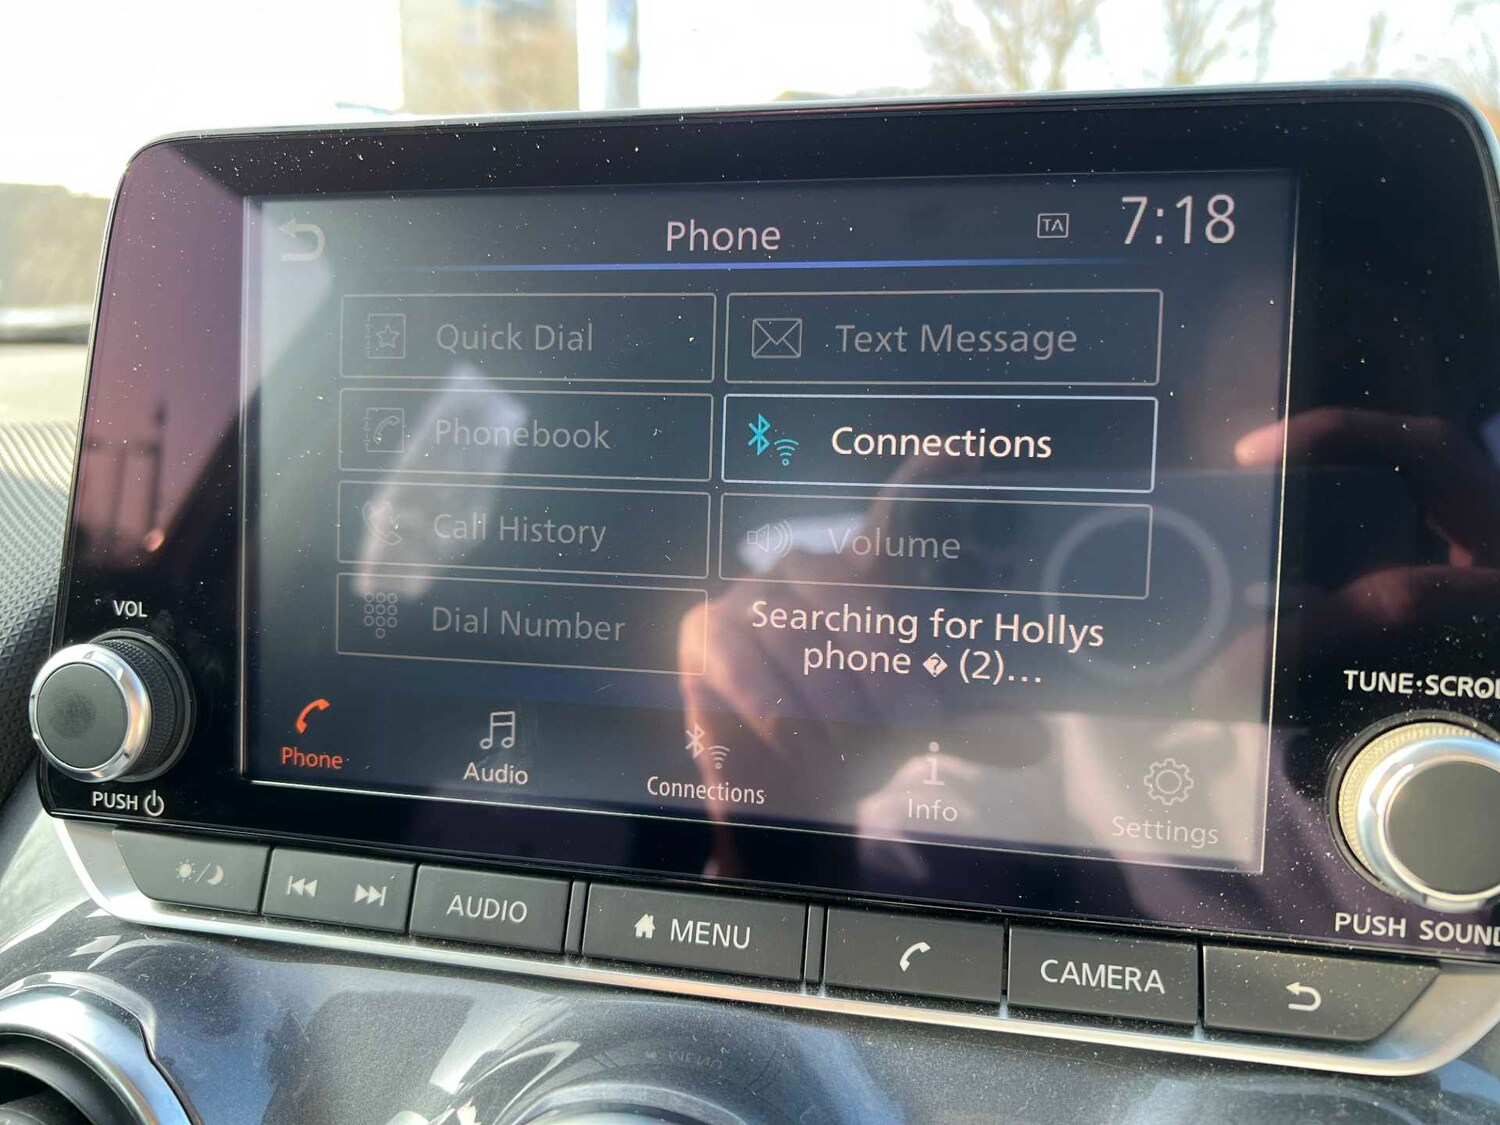 Phone
TA
7:18
Quick Dial
Text Message
Phonebook
Connections
Call History
Volume
Dial Number
Searching for Hollys
phone � (2)...
Phone
Audio
Connections
Info
Settings
VOL
PUSH
TUNE·SCRO
PUSH SOUND
AUDIO
MENU
CAMERA